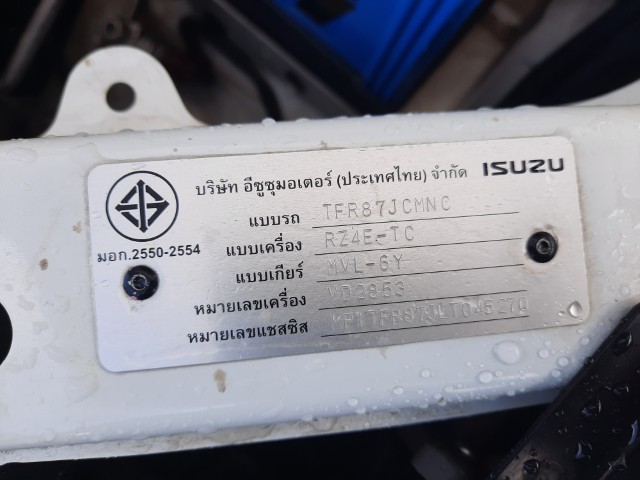 บริษัท อีซูซุมอเตอร์ (ประเทศไทย) จำกัด ISUZU
แบบรถ TFR87JCMNC
มอก.2550-2554
แบบเครื่อง RZ4E-TC
แบบเกียร์ MVL-6Y
หมายเลขเครื่อง VD2853
หมายเลขแชสซิส